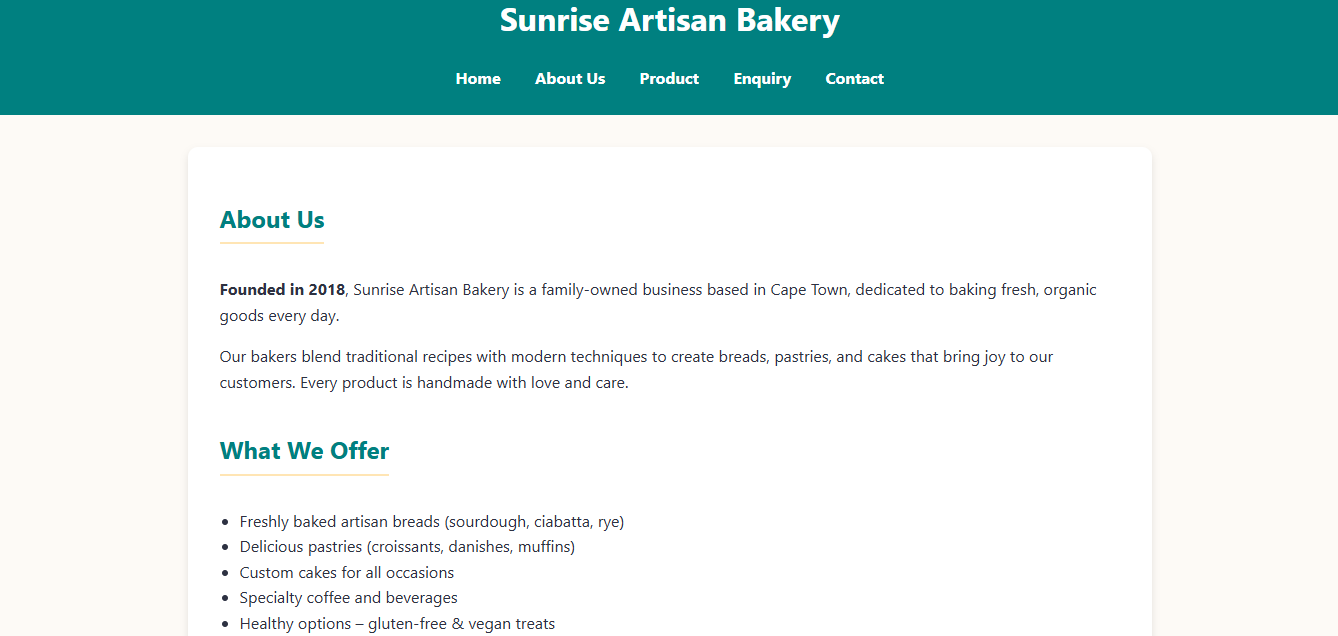 Sunrise Artisan Bakery
Home About Us Product Enquiry Contact
About Us
Founded in 2018, Sunrise Artisan Bakery is a family-owned business based in Cape Town, dedicated to baking fresh, organic
goods every day.
Our bakers blend traditional recipes with modern techniques to create breads, pastries, and cakes that bring joy to our
customers. Every product is handmade with love and care.
What We Offer
• Freshly baked artisan breads (sourdough, ciabatta, rye)
• Delicious pastries (croissants, danishes, muffins)
• Custom cakes for all occasions
• Specialty coffee and beverages
• Healthy options – gluten-free & vegan treats